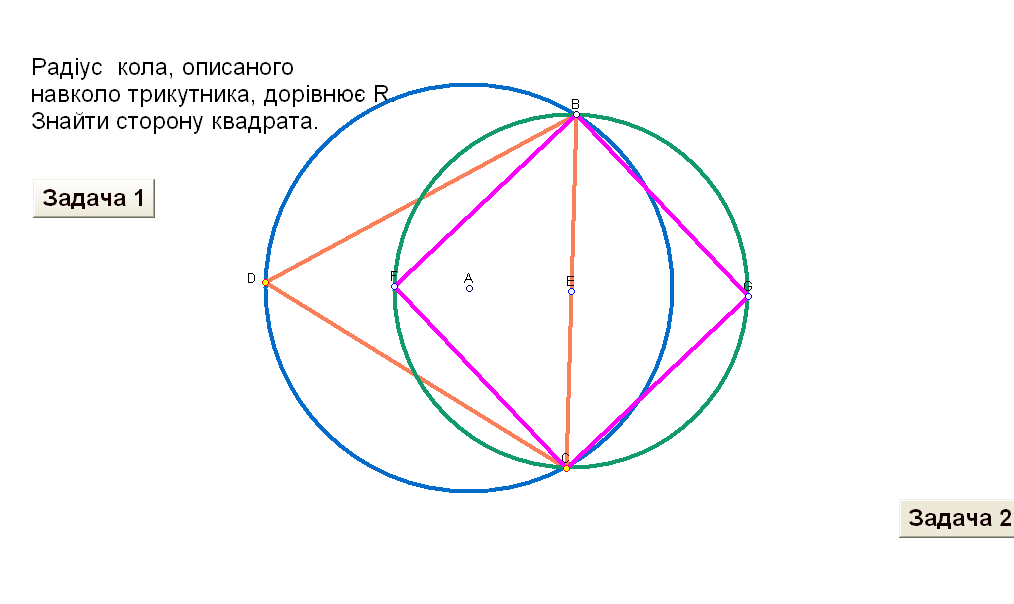 Радіус  кола, описаного
навколо трикутника, дорівнює R.
Знайти сторону квадрата.
B
Задача 1
D
F
A
E
G
C
Задача 2